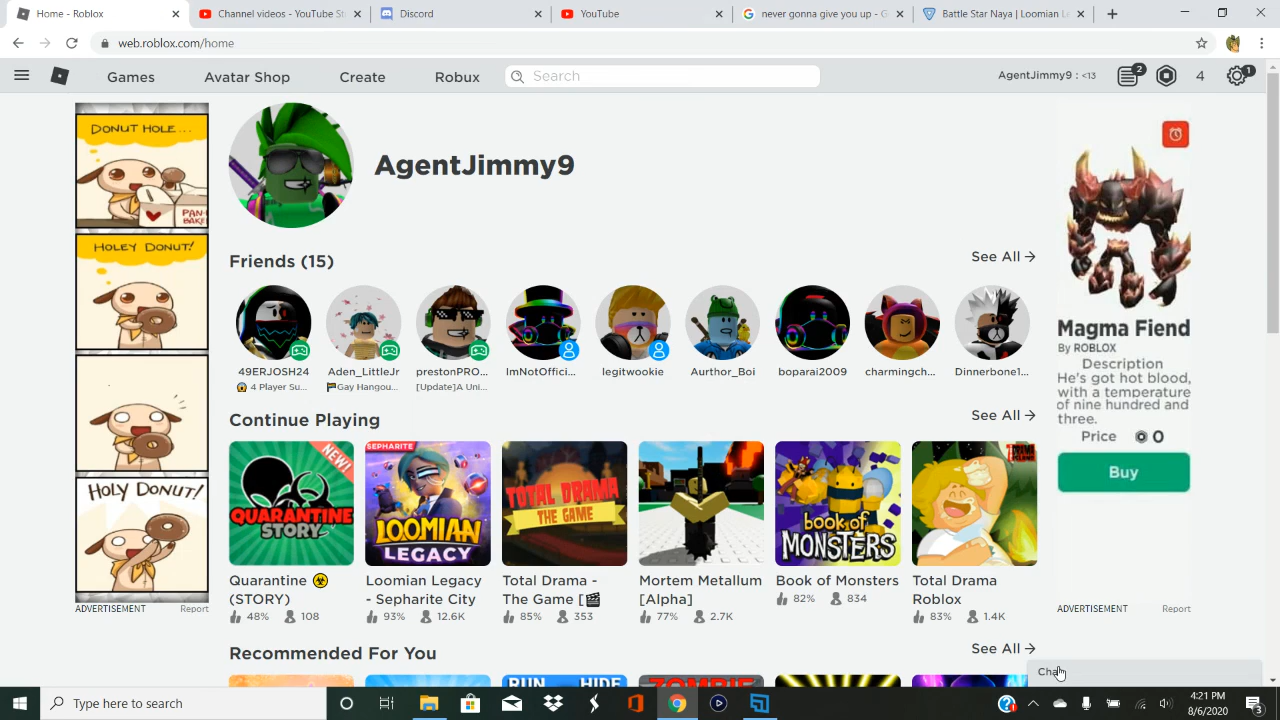 Home - Roblox
Channel videos - YouTube St
Discord
YouTube
never gonna give you up - G
Battle Star Naya | Loomian Le
web.roblox.com/home
Games
Avatar Shop
Create
Robux
Search
AgentJimmy9 : <13
2
4
1
DONUT HOLE...
PAN-
BAKE
HOLEY DONUT!
HOLY DONUT!
ADVERTISEMENT
Report
AgentJimmy9
Friends (15)
See All →
49ERJOSH24
Aden_LittleJr
PrestonPRO...
ImNotOffici...
legitwookie
Aurthor_Boi
boparai2009
charmingch...
Dinnerbone1...
4 Player Su...
Gay Hangou...
[Update]A Uni...
Continue Playing
See All →
NEW!
QUARANTINE
STORY
SEPHARITE
LOOMIAN
LEGACY
TOTAL DRAMA
THE GAME
book of
MONSTERS
Quarantine ☣
(STORY)
48% 108
Loomian Legacy
- Sepharite City
93% 12.6K
Total Drama -
The Game [🎬
85% 353
Mortem Metallum
[Alpha]
77% 2.7K
Book of Monsters
82% 834
Total Drama
Roblox
83% 1.4K
Recommended For You
See All →
RUN
HIDE
ZOMBIE
Magma Fiend
By ROBLOX
Description
He's got hot blood,
with a temperature
of nine hundred and
three.
Price 0
Buy
ADVERTISEMENT
Report
Chat
Type here to search
4:21 PM
8/6/2020
3